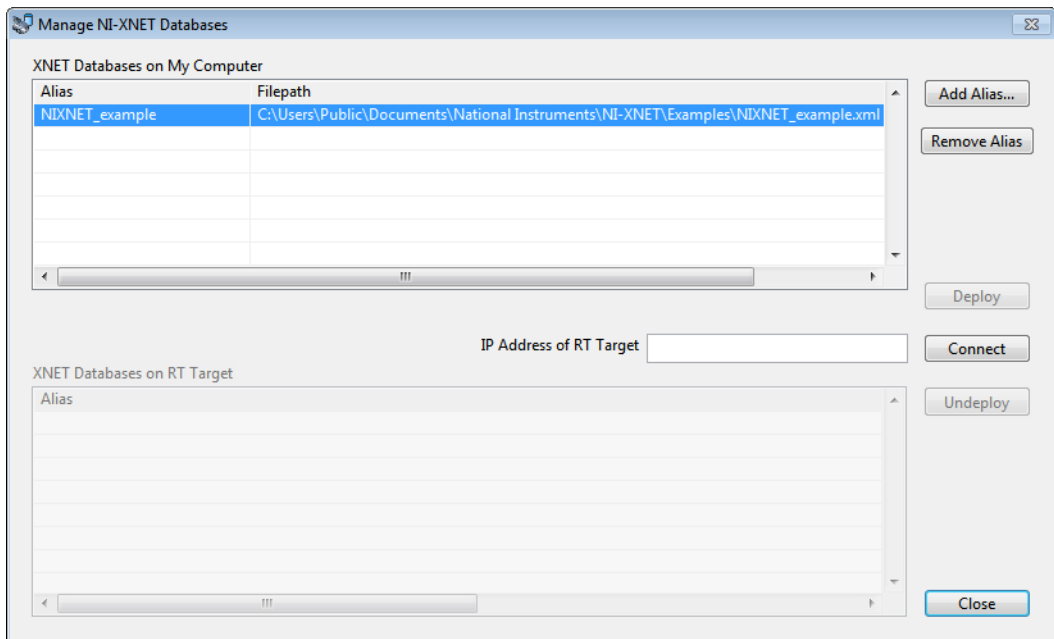 Manage NI-XNET Databases
XNET Databases on My Computer
Alias Filepath
Add Alias...
NIXNET_example C:\Users\Public\Documents\National Instruments\NI-XNET\Examples\NIXNET_example.xml
Remove Alias
Deploy
IP Address of RT Target
Connect
XNET Databases on RT Target
Alias
Undeploy
Close